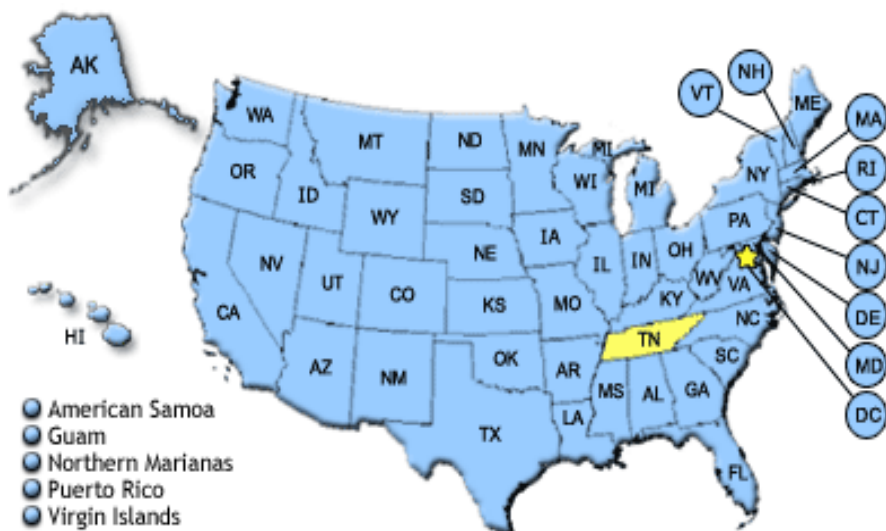 AK
NH
VT
ME
MA
WA
MT
ND
MN
MI
RI
OR
ID
SD
WI
MI
NY
CT
WY
PA
IA
NE
OH
NJ
NV
UT
IL
IN
WV
VA
CO
KS
MO
KY
DE
CA
HI
TN
NC
OK
AZ
NM
AR
SC
MD
MS
AL
GA
DC
TX
LA
FL
American Samoa
Guam
Northern Marianas
Puerto Rico
Virgin Islands